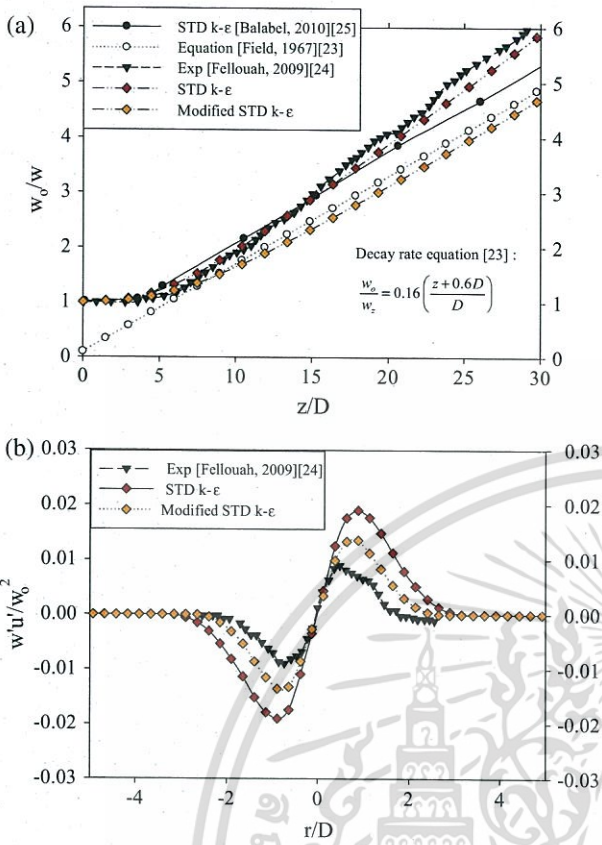 (a)
STD k-ε [Balabel, 2010][25]
Equation [Field, 1967][23]
Exp [Fellouah, 2009][24]
STD k-ε
Modified STD k-ε
6
5
4
3
2
1
0
6
5
4
3
2
1
0
w₀/w
Decay rate equation [23] :
w_o/w_z = 0.16((z+0.6D)/D)
0 5 10 15 20 25 30
z/D
(b)
Exp [Fellouah, 2009][24]
STD k-ε
Modified STD k-ε
0.03
0.02
0.01
0.00
-0.01
-0.02
-0.03
0.03
0.02
0.01
0.00
-0.01
-0.02
-0.03
w'u'/w₀²
-4 -2 0 2 4
r/D